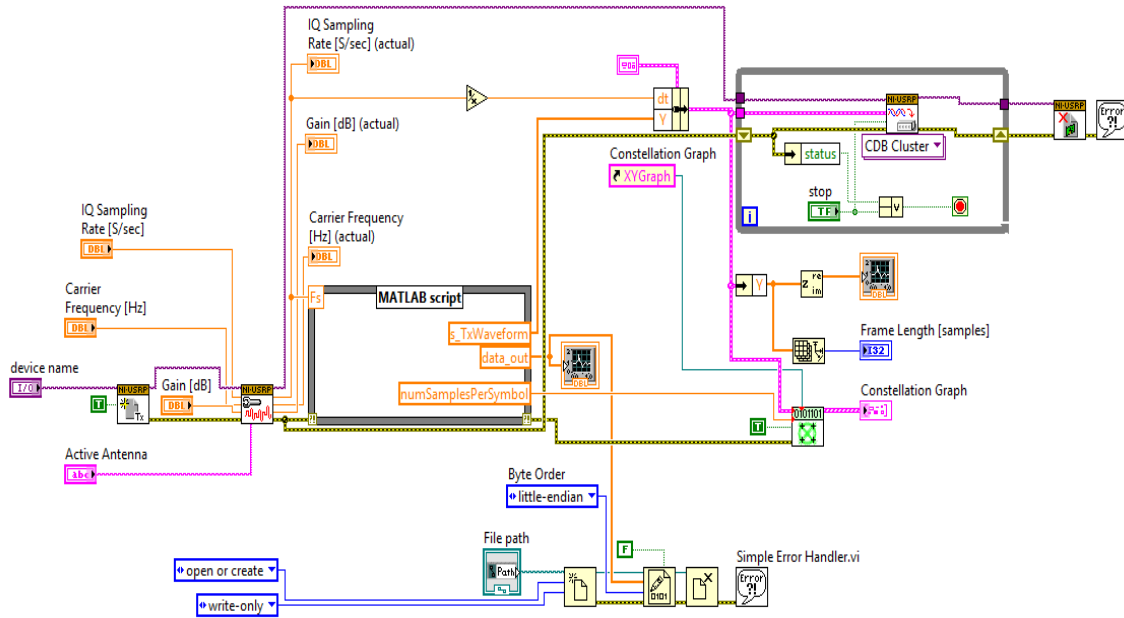 IQ Sampling
Rate [S/sec] (actual)
DBL
1/x
dt
Y
NI-USRP
CDB Cluster
Error
?!
Gain [dB] (actual)
DBL
status
Constellation Graph
XYGraph
stop
TF
v
i
IQ Sampling
Rate [S/sec]
DBL
Carrier Frequency
[Hz] (actual)
DBL
Fs
MATLAB script
s_TxWaveform
data_out
numSamplesPerSymbol
DBL
Y
z
re
im
DBL
Carrier
Frequency [Hz]
DBL
Frame Length [samples]
I32
device name
I/O
NI-USRP
Tx
T
Gain [dB]
DBL
NI-USRP
Constellation Graph
0101101
T
Active Antenna
abc
Byte Order
little-endian
File path
Path
F
Simple Error Handler.vi
open or create
write-only
0101
Error
?!